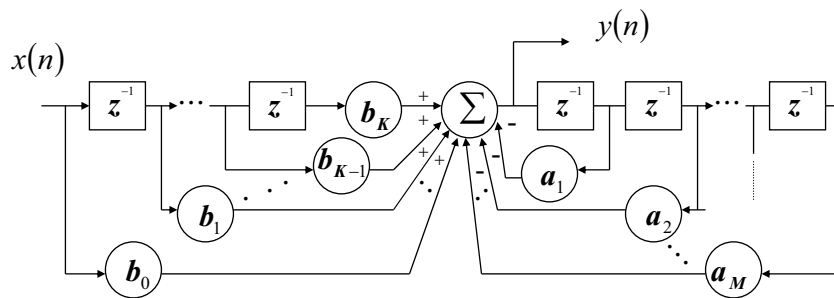 y(n)
x(n)
z⁻¹ ... z⁻¹ b_K + Σ z⁻¹ z⁻¹ ... z⁻¹
+ -
b_{K-1} + + - a_1
b_1 - - a_2
b_0 a_M